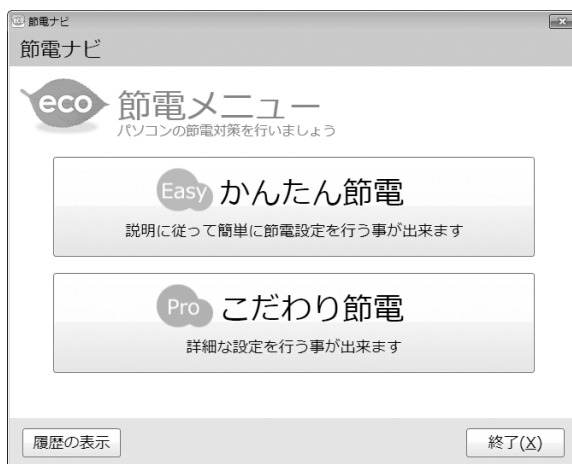 節電ナビ
節電ナビ
eco 節電メニュー
パソコンの節電対策を行いましょう
Easy かんたん節電
説明に従って簡単に節電設定を行う事が出来ます
Pro こだわり節電
詳細な設定を行う事が出来ます
履歴の表示 終了(X)